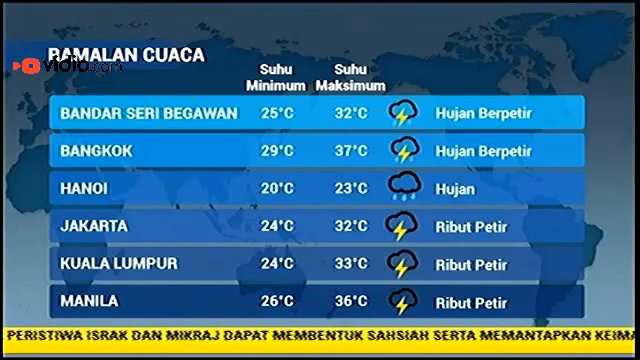 RAMALAN CUACA
vidio.com
Suhu Minimum
Suhu Maksimum
BANDAR SERI BEGAWAN 25°C 32°C Hujan Berpetir
BANGKOK 29°C 37°C Hujan Berpetir
HANOI 20°C 23°C Hujan
JAKARTA 24°C 32°C Ribut Petir
KUALA LUMPUR 24°C 33°C Ribut Petir
MANILA 26°C 36°C Ribut Petir
PERISTIWA ISRAK DAN MIKRAJ DAPAT MEMBENTUK SAHSIAH SERTA MEMANTAPKAN